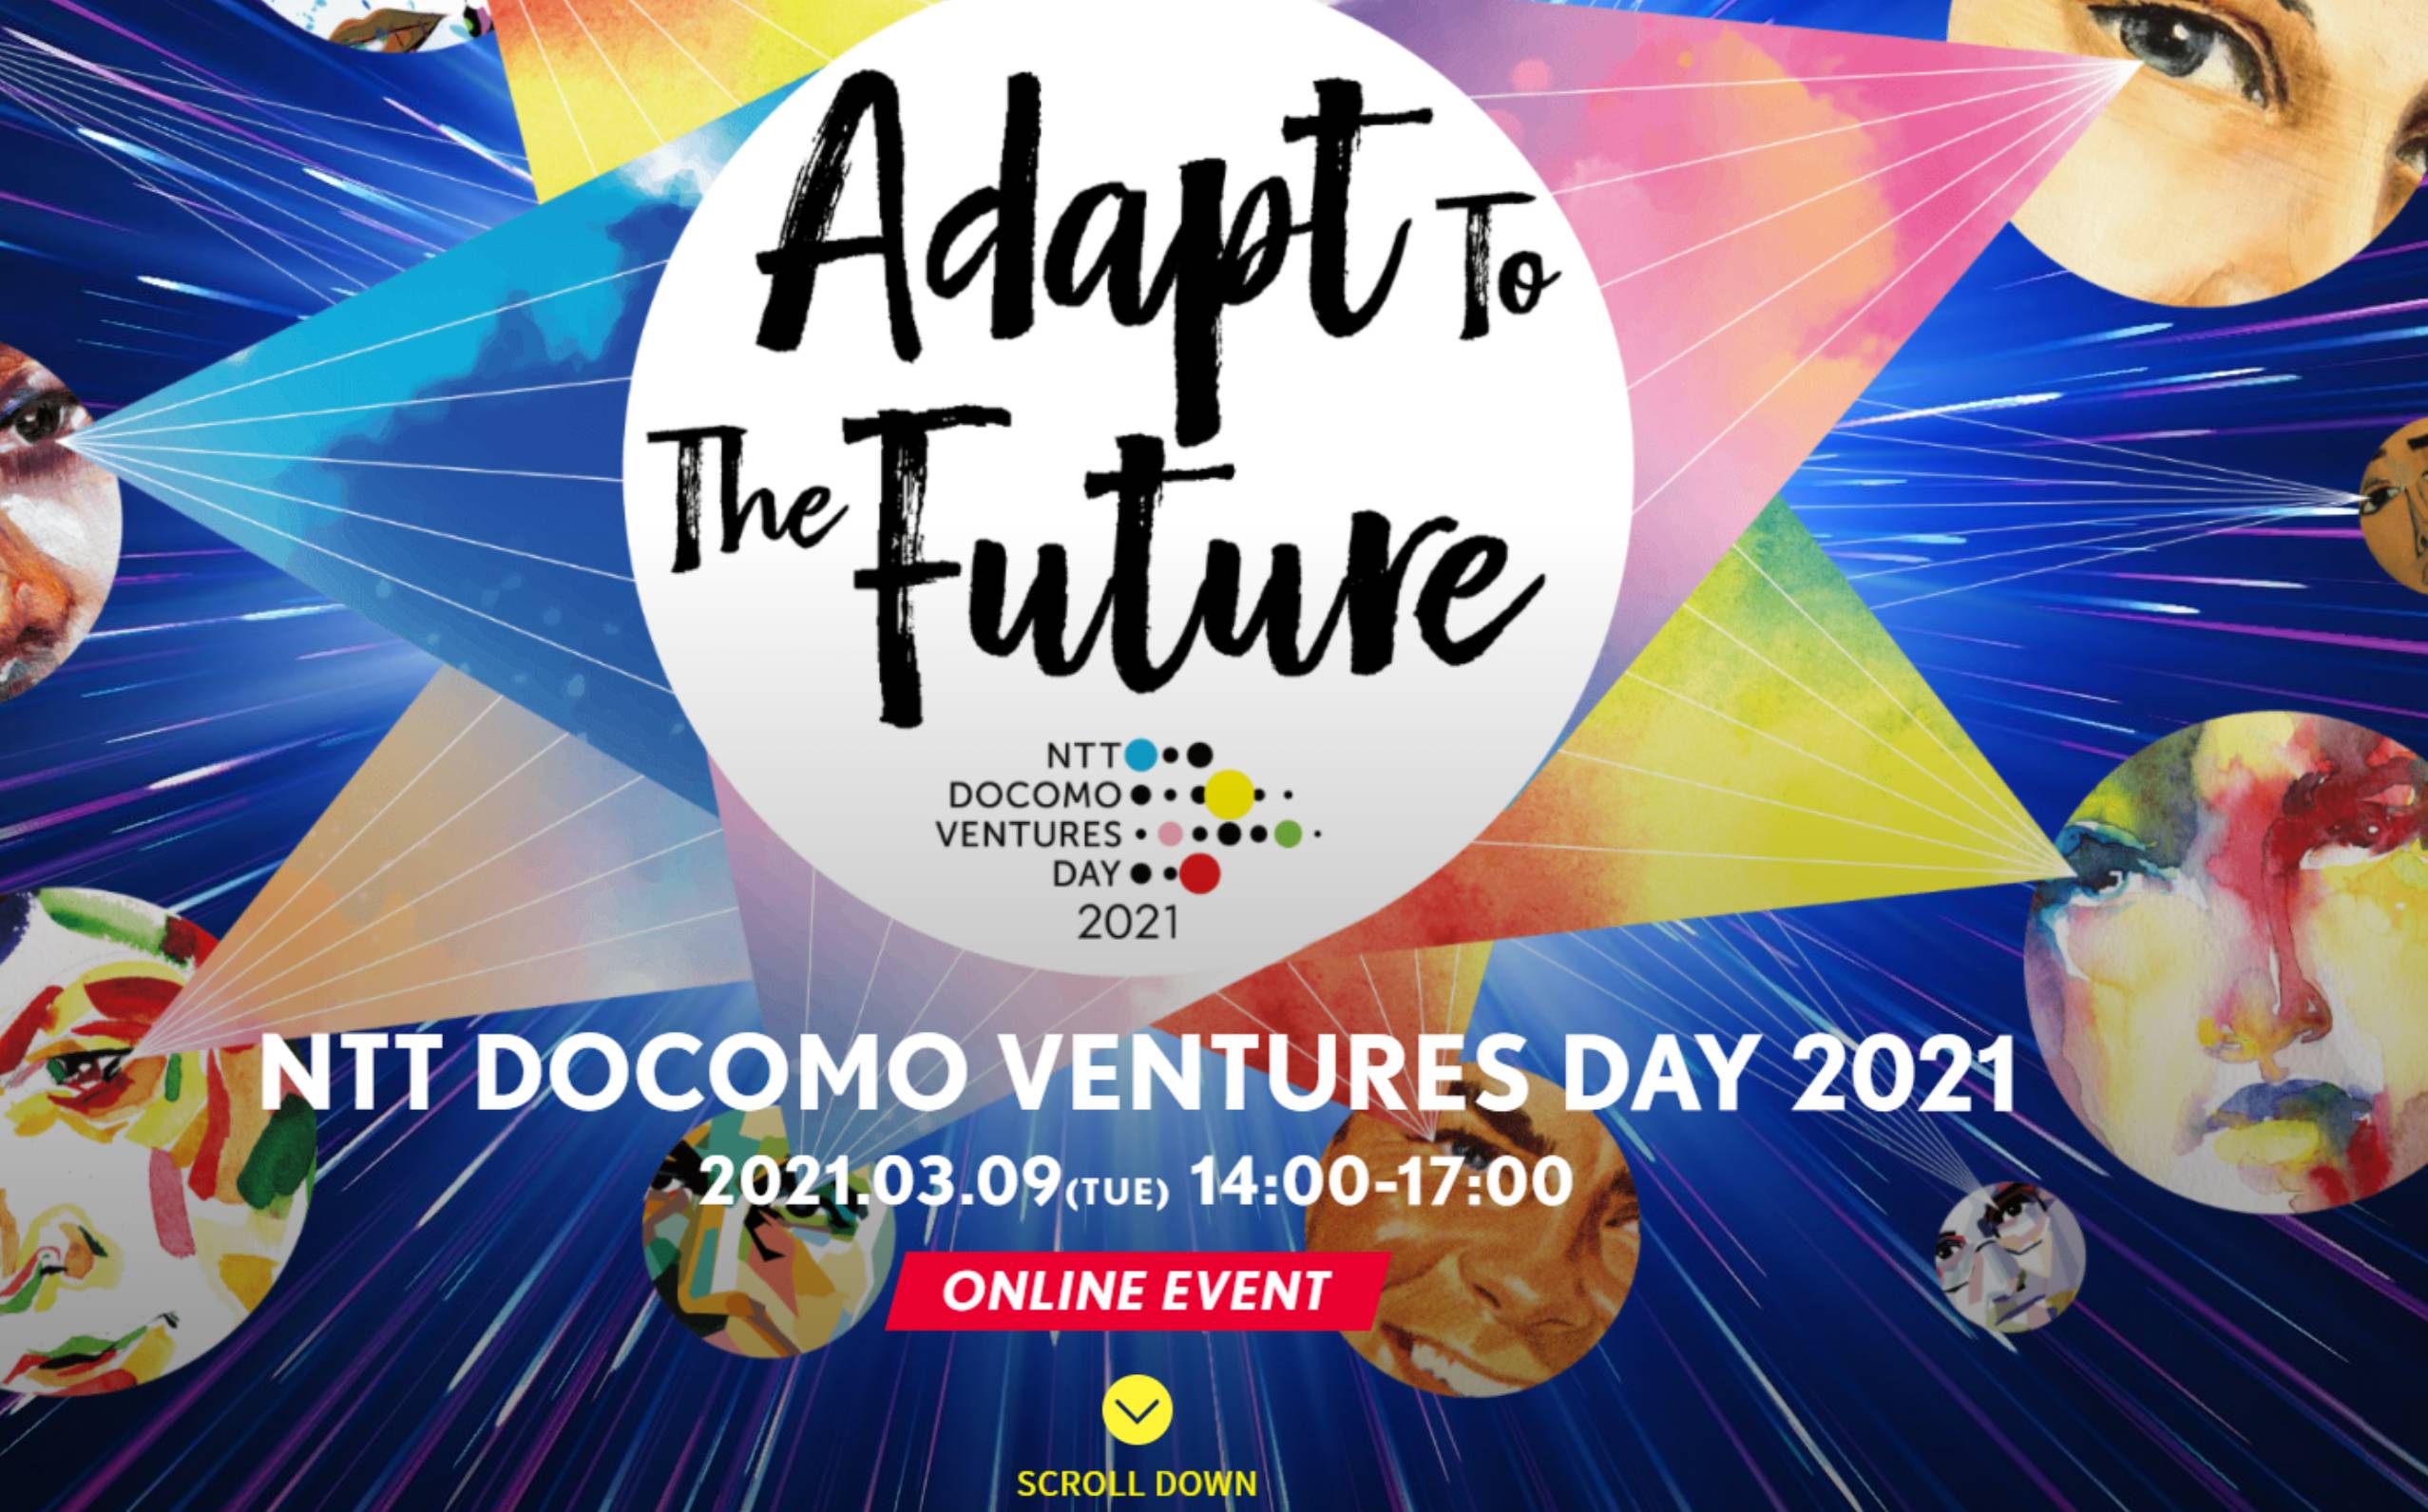 Adapt To
The Future
NTT
DOCOMO
VENTURES
DAY
2021
NTT DOCOMO VENTURES DAY 2021
2021.03.09(TUE) 14:00-17:00
ONLINE EVENT
SCROLL DOWN